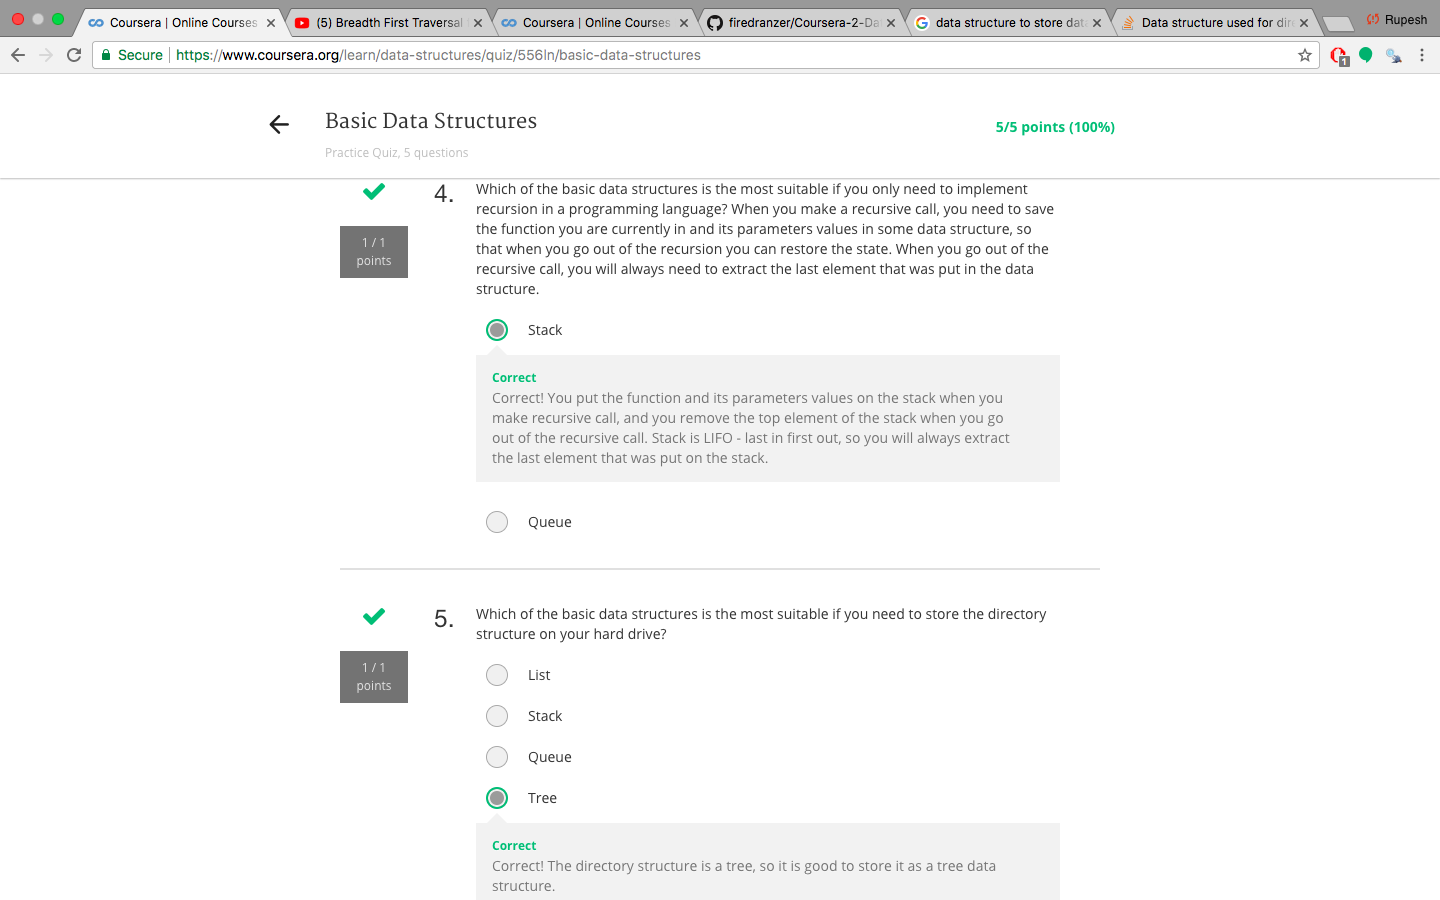 Coursera | Online Courses
(5) Breadth First Traversal
Coursera | Online Courses
firedranzer/Coursera-2-Da
data structure to store data
Data structure used for dire
Rupesh
Secure
https://www.coursera.org/learn/data-structures/quiz/556ln/basic-data-structures
1
Basic Data Structures
5/5 points (100%)
Practice Quiz, 5 questions
4.
Which of the basic data structures is the most suitable if you only need to implement
recursion in a programming language? When you make a recursive call, you need to save
the function you are currently in and its parameters values in some data structure, so
that when you go out of the recursion you can restore the state. When you go out of the
recursive call, you will always need to extract the last element that was put in the data
structure.
1 / 1
points
Stack
Correct
Correct! You put the function and its parameters values on the stack when you
make recursive call, and you remove the top element of the stack when you go
out of the recursive call. Stack is LIFO - last in first out, so you will always extract
the last element that was put on the stack.
Queue
5.
Which of the basic data structures is the most suitable if you need to store the directory
structure on your hard drive?
1 / 1
points
List
Stack
Queue
Tree
Correct
Correct! The directory structure is a tree, so it is good to store it as a tree data
structure.